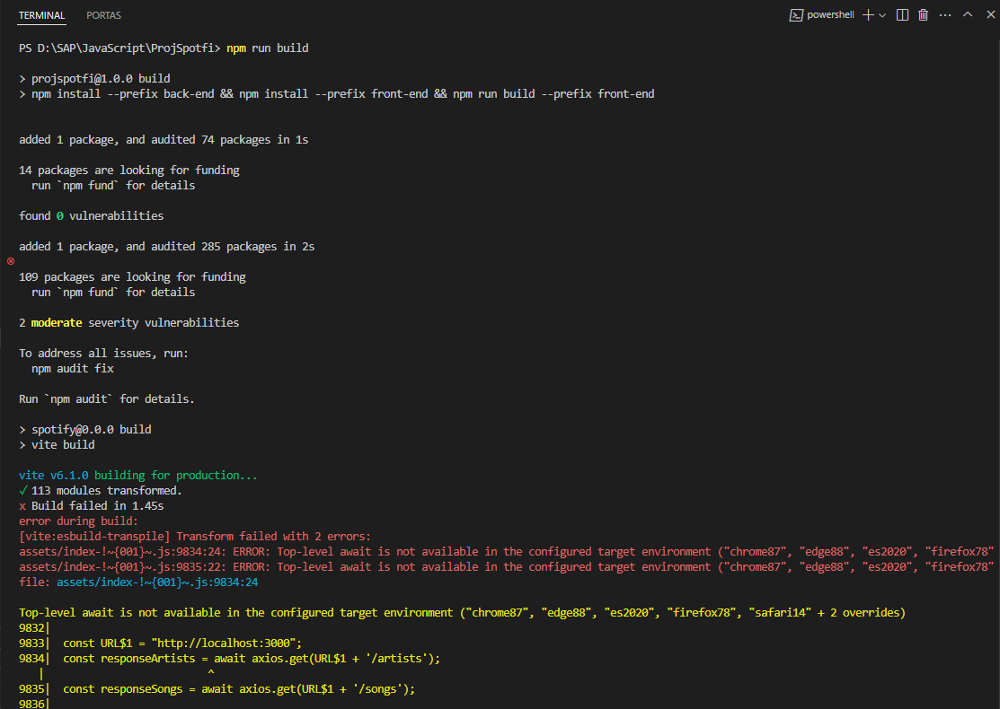 TERMINAL PORTAS powershell
PS D:\SAP\JavaScript\ProjSpotfi> npm run build
> projspotfi@1.0.0 build
> npm install --prefix back-end && npm install --prefix front-end && npm run build --prefix front-end
added 1 package, and audited 74 packages in 1s
14 packages are looking for funding
run `npm fund` for details
found 0 vulnerabilities
added 1 package, and audited 285 packages in 2s
109 packages are looking for funding
run `npm fund` for details
2 moderate severity vulnerabilities
To address all issues, run:
npm audit fix
Run `npm audit` for details.
> spotify@0.0.0 build
> vite build
vite v6.1.0 building for production...
✓ 113 modules transformed.
x Build failed in 1.45s
error during build:
[vite:esbuild-transpile] Transform failed with 2 errors:
assets/index-!~{001}~.js:9834:24: ERROR: Top-level await is not available in the configured target environment ("chrome87", "edge88", "es2020", "firefox78"
assets/index-!~{001}~.js:9835:22: ERROR: Top-level await is not available in the configured target environment ("chrome87", "edge88", "es2020", "firefox78"
file: assets/index-!~{001}~.js:9834:24
Top-level await is not available in the configured target environment ("chrome87", "edge88", "es2020", "firefox78", "safari14" + 2 overrides)
9832|
9833|  const URL$1 = "http://localhost:3000";
9834|  const responseArtists = await axios.get(URL$1 + '/artists');
|                          ^
9835|  const responseSongs = await axios.get(URL$1 + '/songs');
9836|